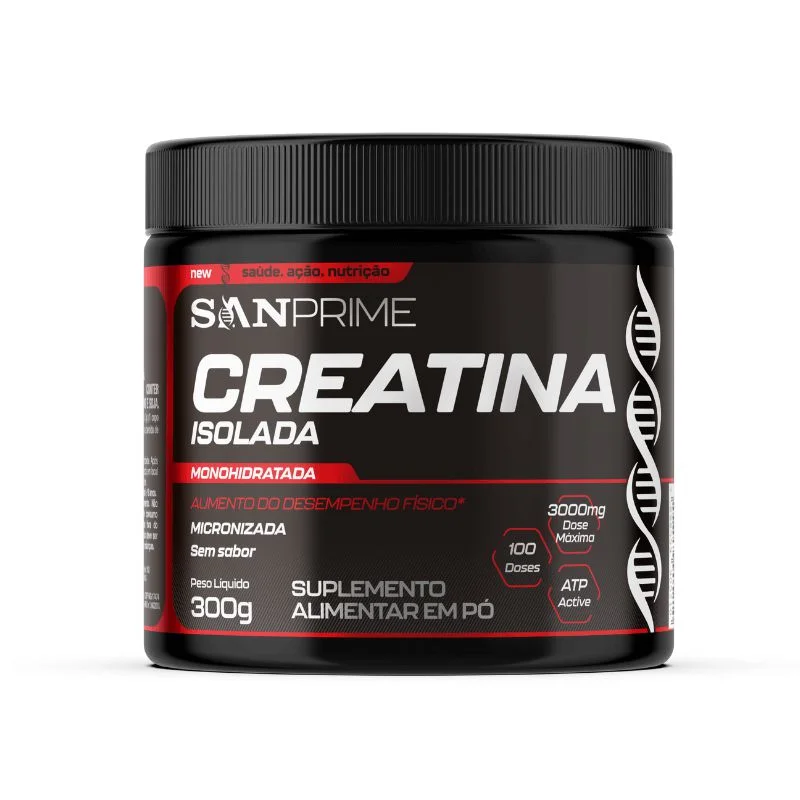 new saúde. ação, nutrição
SANPRIME
CREATINA
ISOLADA
MONOHIDRATADA
AUMENTO DO DESEMPENHO FÍSICO*
MICRONIZADA
Sem sabor
Peso Líquido
300g
SUPLEMENTO
ALIMENTAR EM PÓ
3000mg
Dose
Máxima
100
Doses
ATP
Active